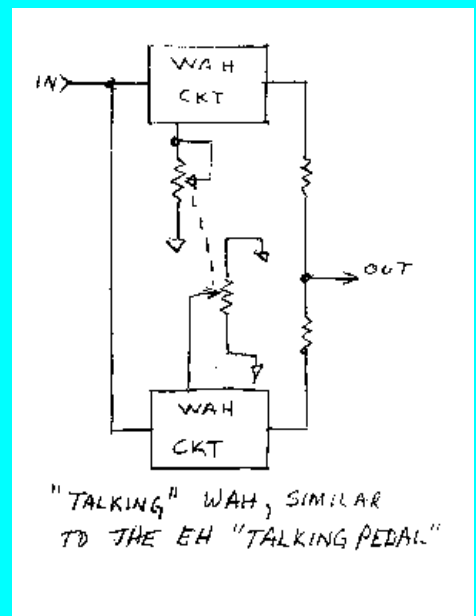 WAH
CKT
IN
OUT
WAH
CKT
"TALKING" WAH, SIMILAR
TO THE EH "TALKING PEDAL"